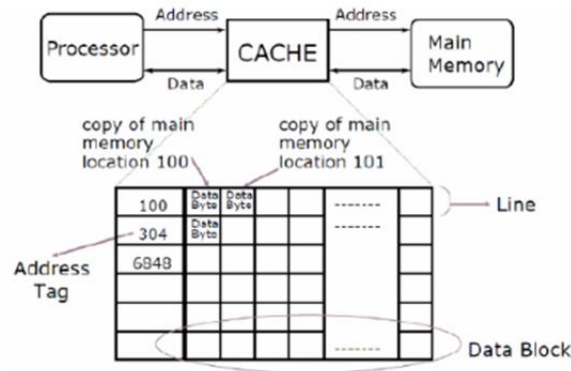 Address
Address
Processor
CACHE
Main
Memory
Data
Data
copy of main
memory
location 100
copy of main
memory
location 101
100
Data
Byte
Data
Byte
-------
Line
304
Data
Byte
-------
6848
Address
Tag
-------
Data Block